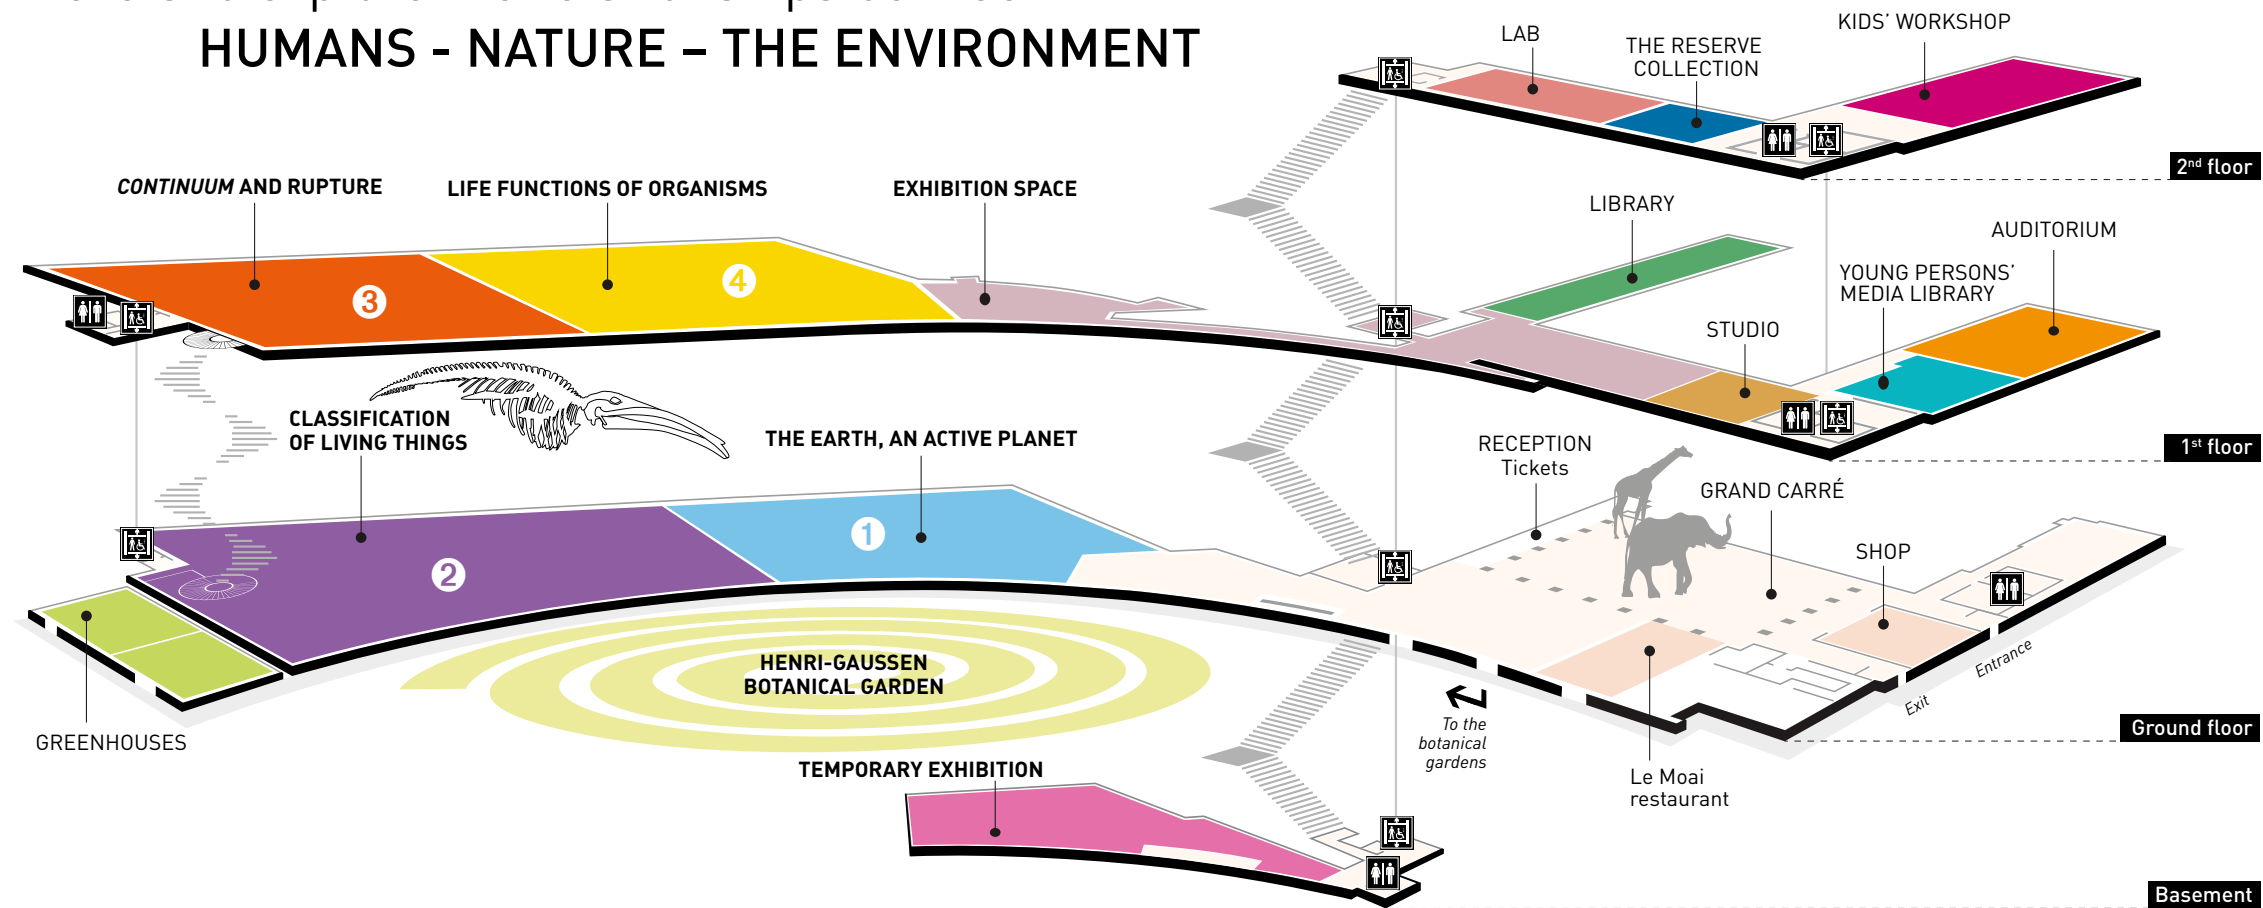 HUMANS - NATURE – THE ENVIRONMENT
LAB
THE RESERVE
COLLECTION
KIDS' WORKSHOP
2nd floor
CONTINUUM AND RUPTURE
LIFE FUNCTIONS OF ORGANISMS
EXHIBITION SPACE
LIBRARY
AUDITORIUM
YOUNG PERSONS'
MEDIA LIBRARY
STUDIO
3
4
1st floor
CLASSIFICATION
OF LIVING THINGS
THE EARTH, AN ACTIVE PLANET
RECEPTION
Tickets
GRAND CARRÉ
SHOP
1
2
Entrance
Exit
HENRI-GAUSSEN
BOTANICAL GARDEN
GREENHOUSES
To the
botanical
gardens
Ground floor
Le Moai
restaurant
TEMPORARY EXHIBITION
Basement